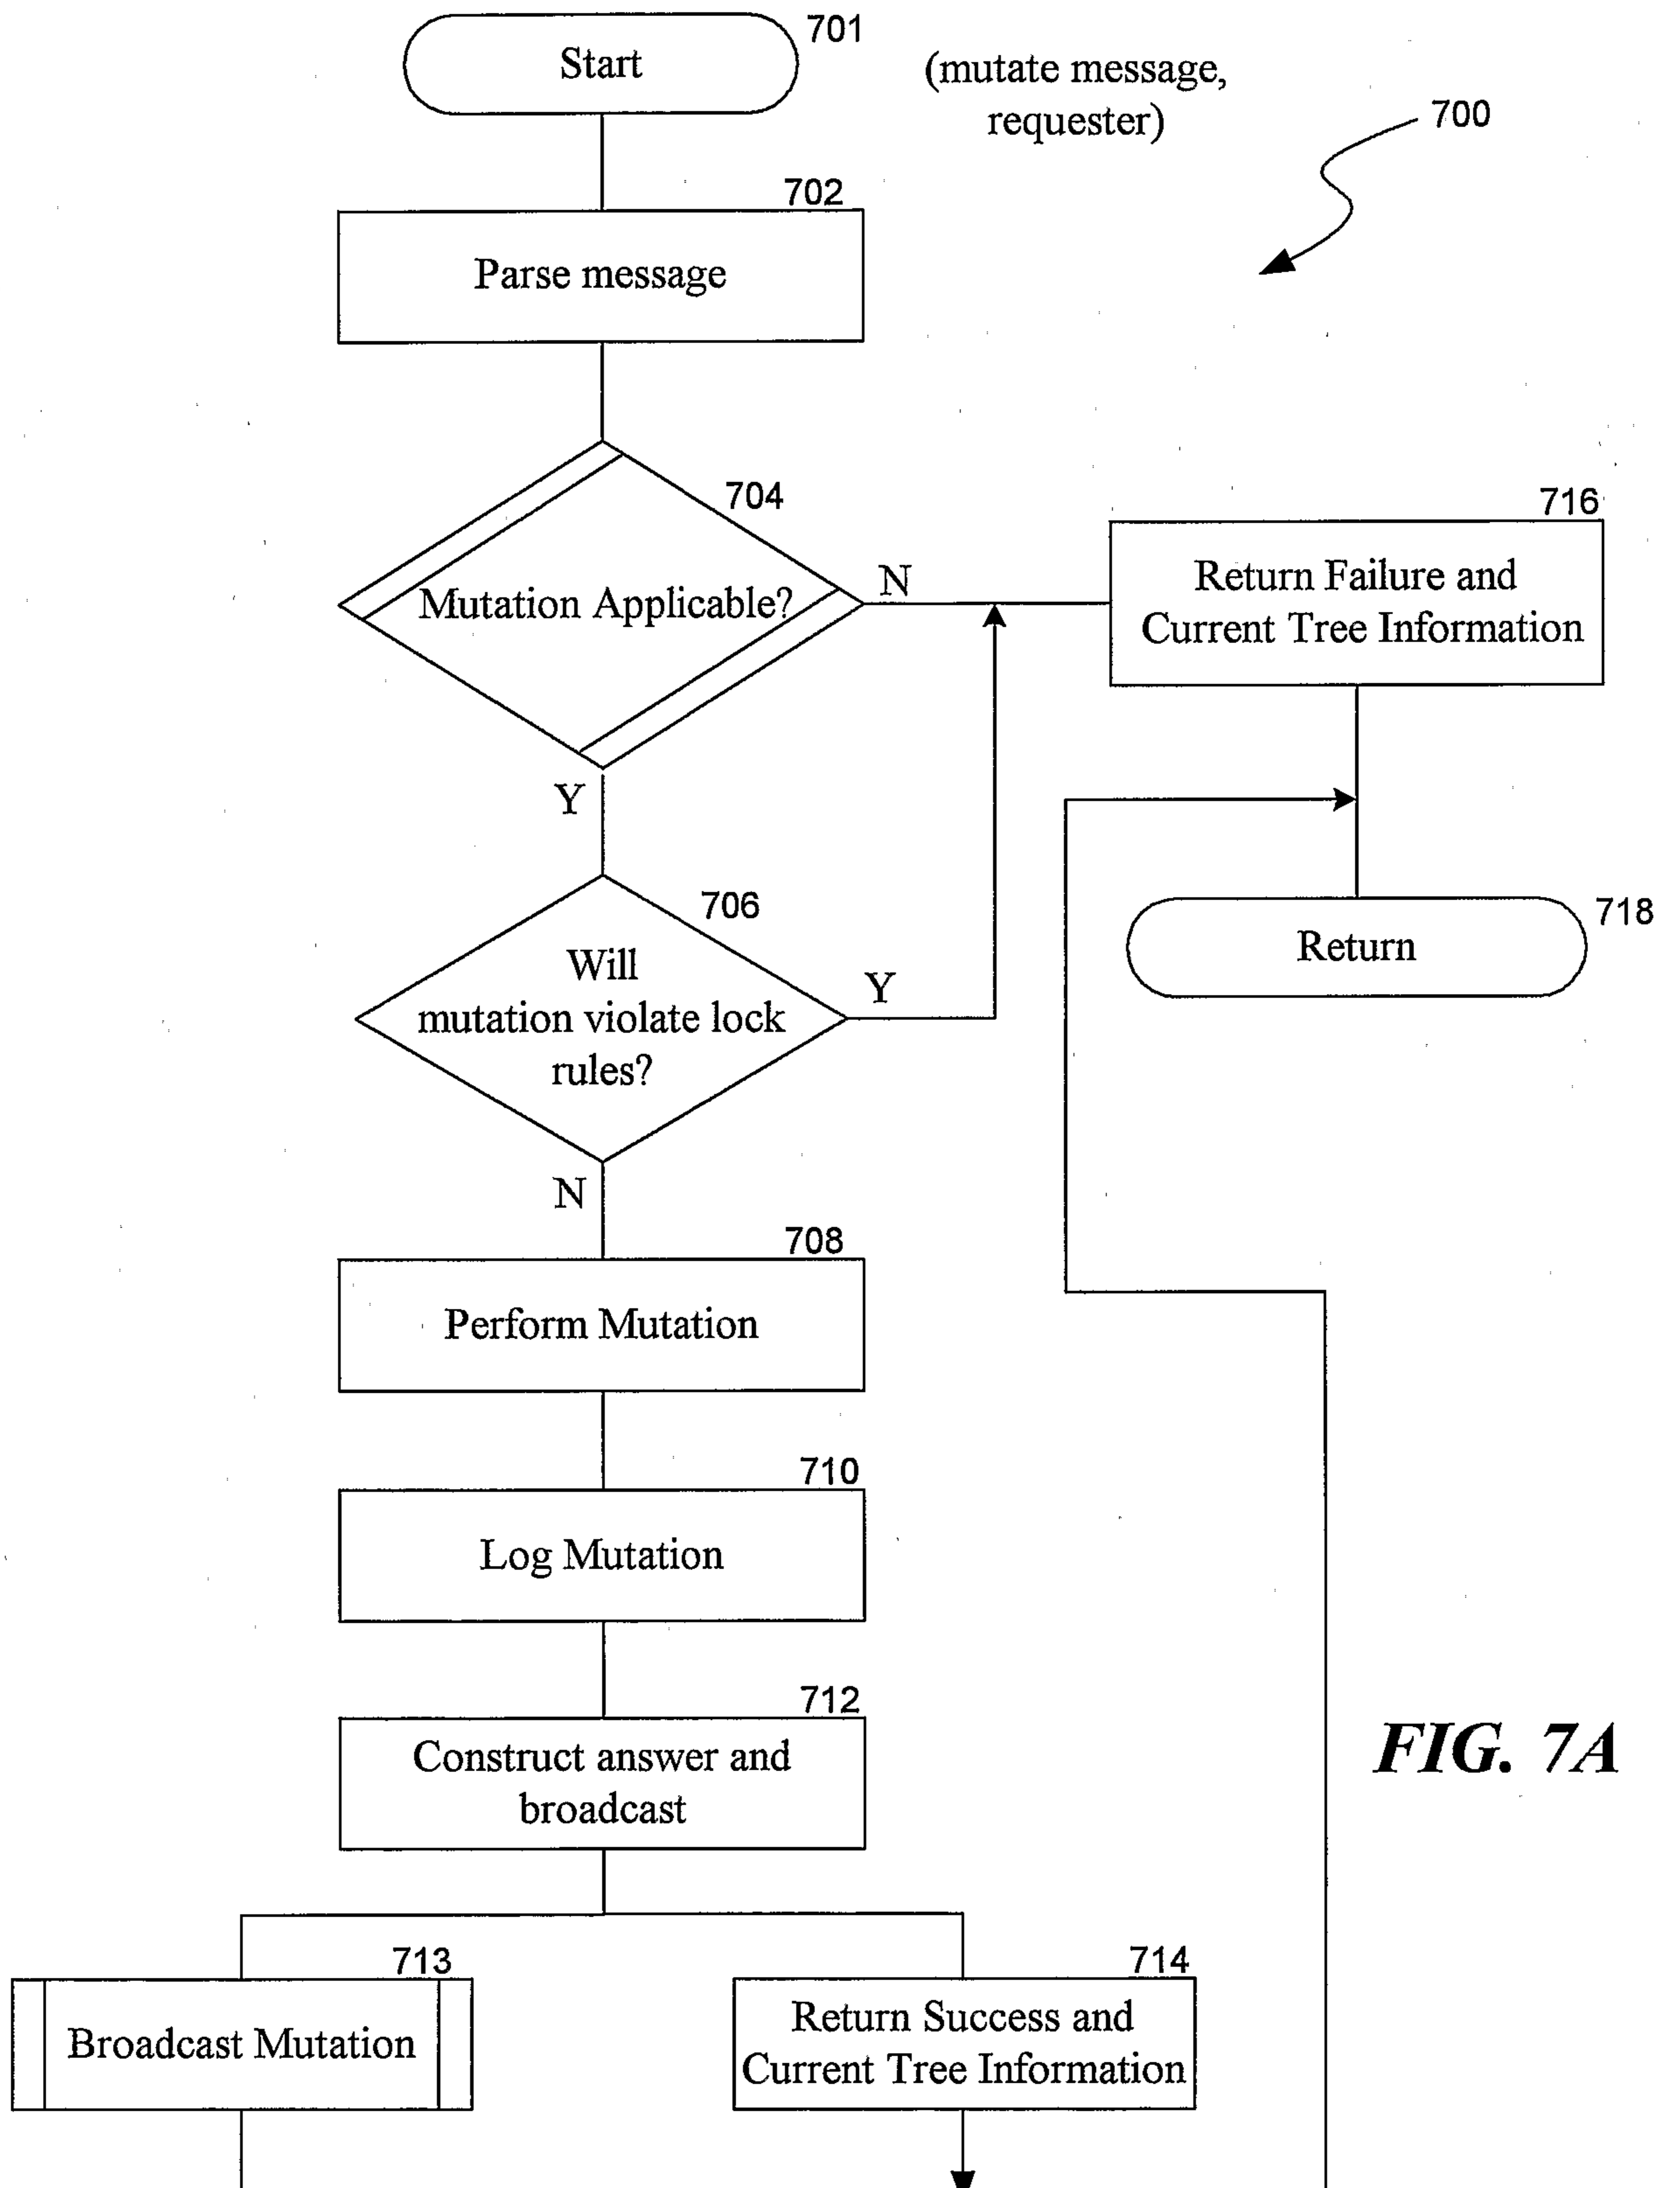 701
Start
(mutate message,
requester)
700
702
Parse message
704
Mutation Applicable?
N
716
Return Failure and
Current Tree Information
Y
706
Will
mutation violate lock
rules?
Y
718
Return
N
708
Perform Mutation
710
Log Mutation
712
Construct answer and
broadcast
FIG. 7A
713
Broadcast Mutation
714
Return Success and
Current Tree Information